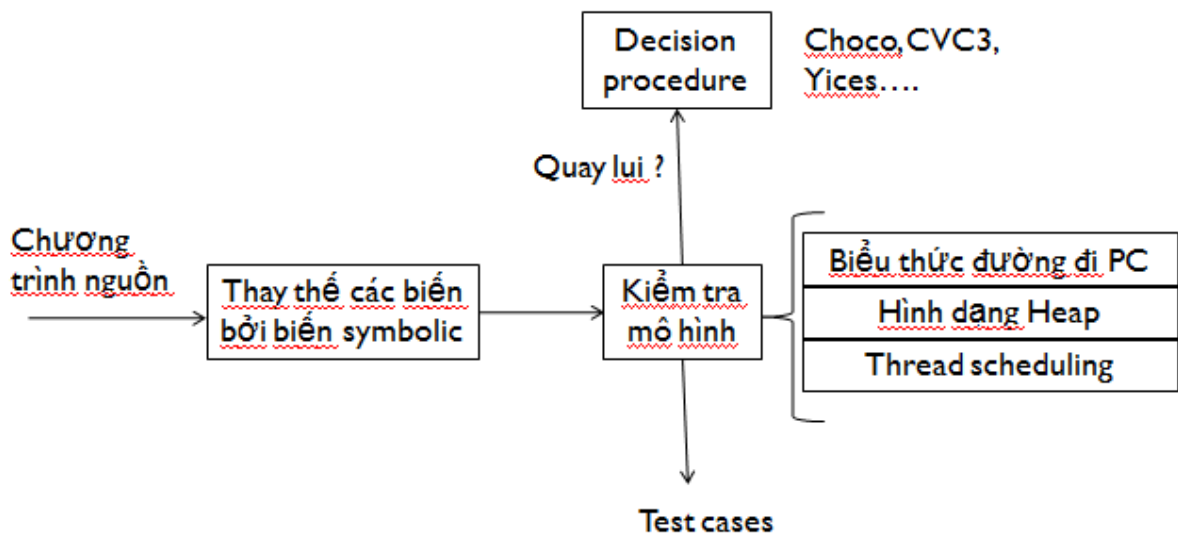 Decision
procedure
Choco, CVC3,
Yices….
Quay lui ?
Chương
trình nguồn
Thay thế các biến
bởi biến symbolic
Kiểm tra
mô hình
Biểu thức đường đi PC
Hình dạng Heap
Thread scheduling
Test cases